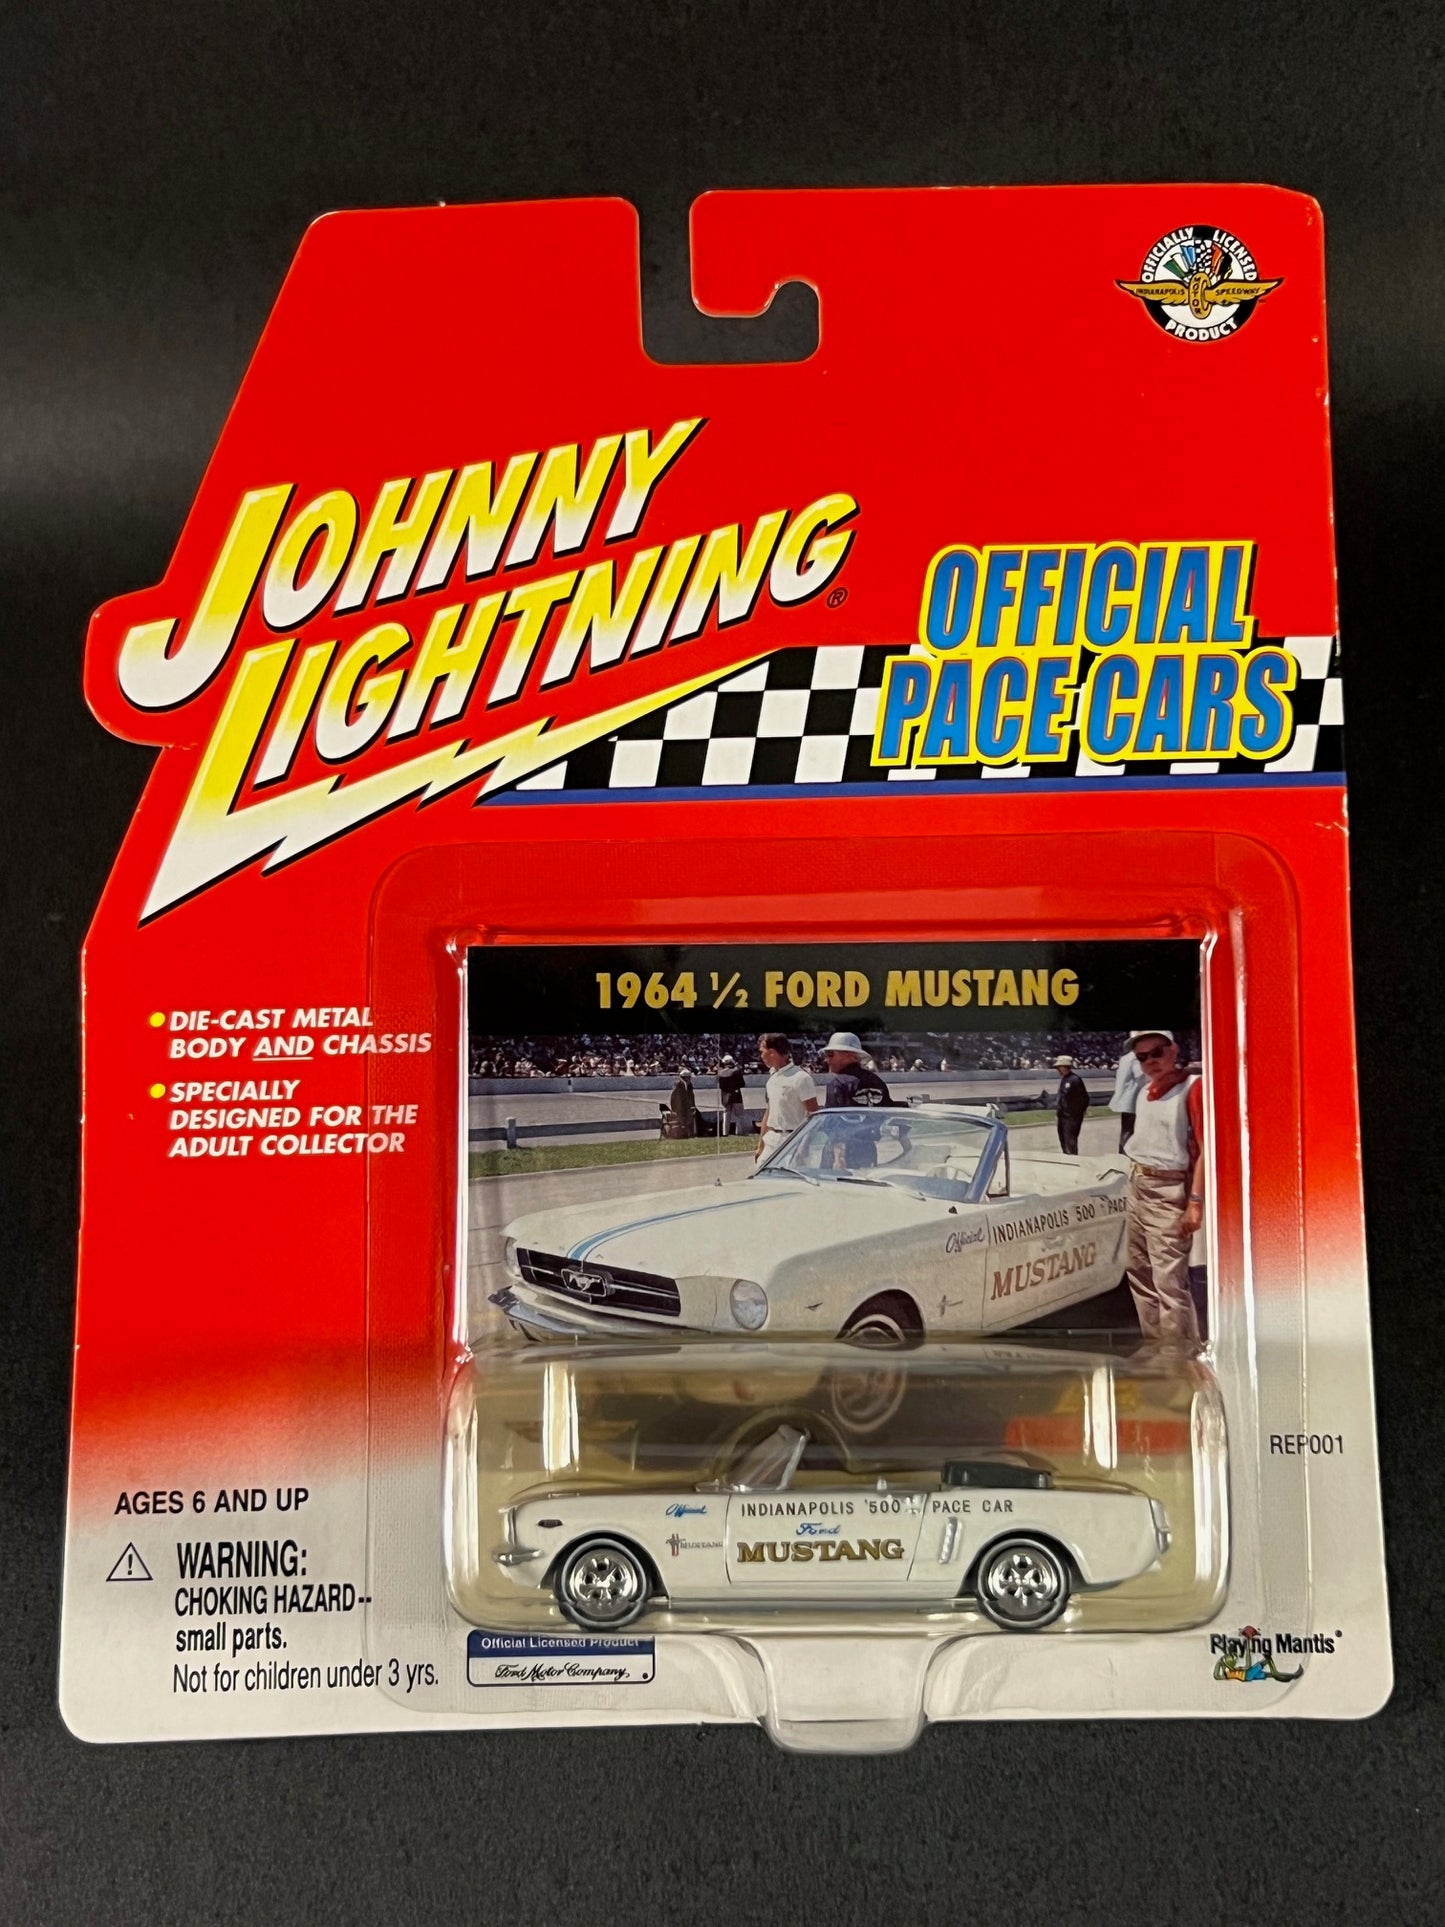 OFFICIALLY LICENSED
INDIANAPOLIS MOTOR SPEEDWAY
PRODUCT
JOHNNY
LIGHTNING®
OFFICIAL
PACE CARS
1964 ½ FORD MUSTANG
• DIE-CAST METAL
BODY AND CHASSIS
• SPECIALLY
DESIGNED FOR THE
ADULT COLLECTOR
Official INDIANAPOLIS 500 PACE
Ford
MUSTANG
REP001
AGES 6 AND UP
WARNING:
CHOKING HAZARD--
small parts.
Not for children under 3 yrs.
Official INDIANAPOLIS '500' PACE CAR
Ford
MUSTANG MUSTANG
Official Licensed Product
Ford Motor Company.
Playing Mantis®